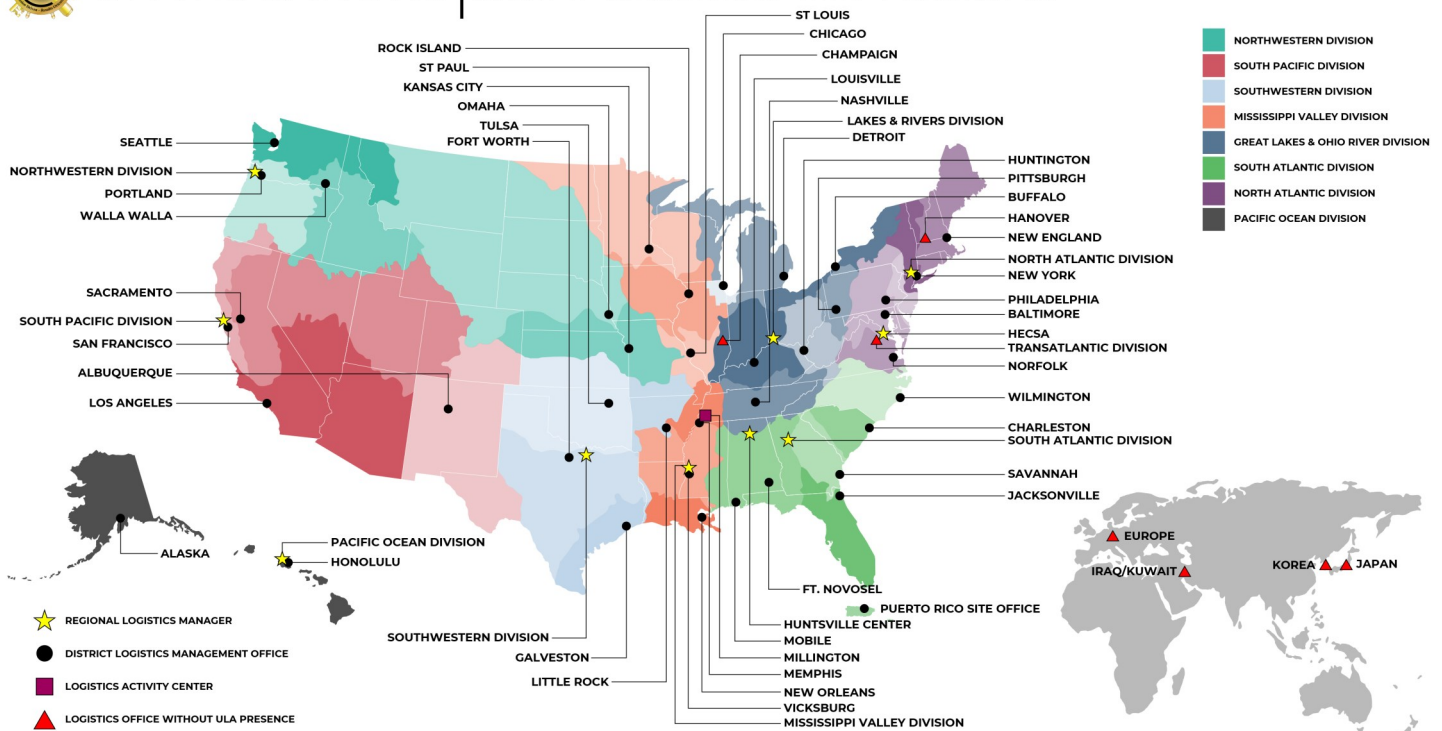 ST LOUIS
CHICAGO
CHAMPAIGN
LOUISVILLE
NASHVILLE
LAKES & RIVERS DIVISION
DETROIT
ROCK ISLAND
ST PAUL
KANSAS CITY
OMAHA
TULSA
FORT WORTH
SEATTLE
NORTHWESTERN DIVISION
PORTLAND
WALLA WALLA
SACRAMENTO
SOUTH PACIFIC DIVISION
SAN FRANCISCO
ALBUQUERQUE
LOS ANGELES
HUNTINGTON
PITTSBURGH
BUFFALO
HANOVER
NEW ENGLAND
NORTH ATLANTIC DIVISION
NEW YORK
PHILADELPHIA
BALTIMORE
HECSA
TRANSATLANTIC DIVISION
NORFOLK
WILMINGTON
CHARLESTON
SOUTH ATLANTIC DIVISION
SAVANNAH
JACKSONVILLE
NORTHWESTERN DIVISION
SOUTH PACIFIC DIVISION
SOUTHWESTERN DIVISION
MISSISSIPPI VALLEY DIVISION
GREAT LAKES & OHIO RIVER DIVISION
SOUTH ATLANTIC DIVISION
NORTH ATLANTIC DIVISION
PACIFIC OCEAN DIVISION
ALASKA
PACIFIC OCEAN DIVISION
HONOLULU
REGIONAL LOGISTICS MANAGER
DISTRICT LOGISTICS MANAGEMENT OFFICE
LOGISTICS ACTIVITY CENTER
LOGISTICS OFFICE WITHOUT ULA PRESENCE
SOUTHWESTERN DIVISION
GALVESTON
LITTLE ROCK
FT. NOVOSEL
PUERTO RICO SITE OFFICE
HUNTSVILLE CENTER
MOBILE
MILLINGTON
MEMPHIS
NEW ORLEANS
VICKSBURG
MISSISSIPPI VALLEY DIVISION
EUROPE
IRAQ/KUWAIT
KOREA
JAPAN